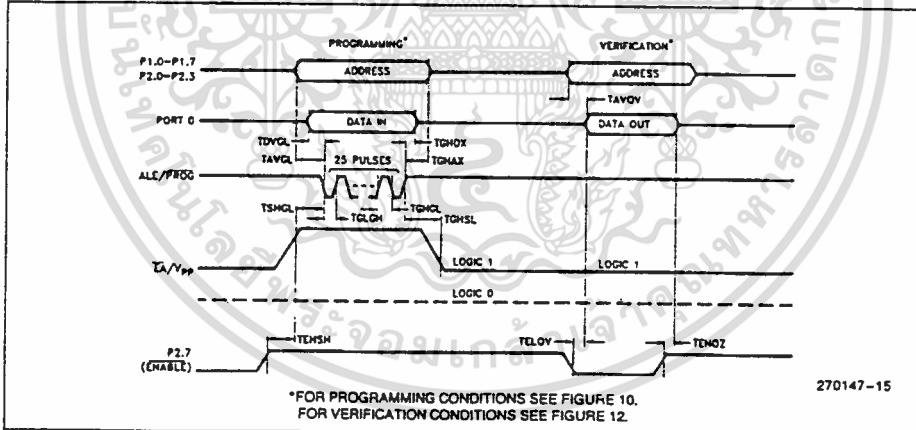 PROGRAMMING*
VERIFICATION*
P1.0–P1.7
P2.0–P2.3
ADDRESS
ADDRESS
TAVQV
PORT 0
DATA IN
DATA OUT
TDVGL
TGHDX
TAVGL
25 PULSES
TGHAX
ALE/PROG
TSHGL
TGLGH
TGHGL
TGHSL
EA/VPP
LOGIC 1
LOGIC 1
LOGIC 0
TEHSH
TELQV
TEHQZ
P2.7
(ENABLE)
270147–15
*FOR PROGRAMMING CONDITIONS SEE FIGURE 10.
FOR VERIFICATION CONDITIONS SEE FIGURE 12.